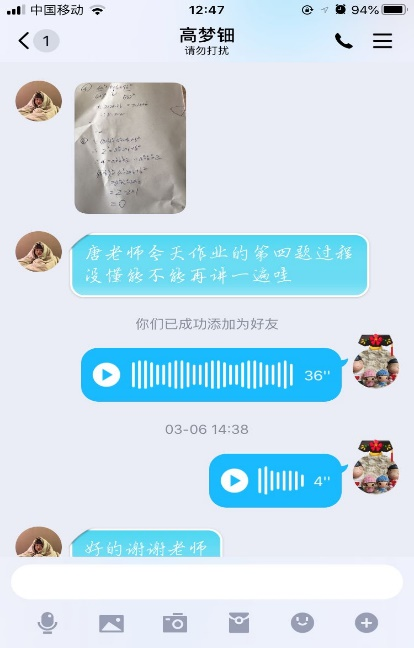 中国移动
12:47
94%
1
高梦钿
请勿打扰
唐老师今天作业的第四题过程
没懂能不能再讲一遍哇
你们已成功添加为好友
36''
03-06 14:38
4''
好的谢谢老师